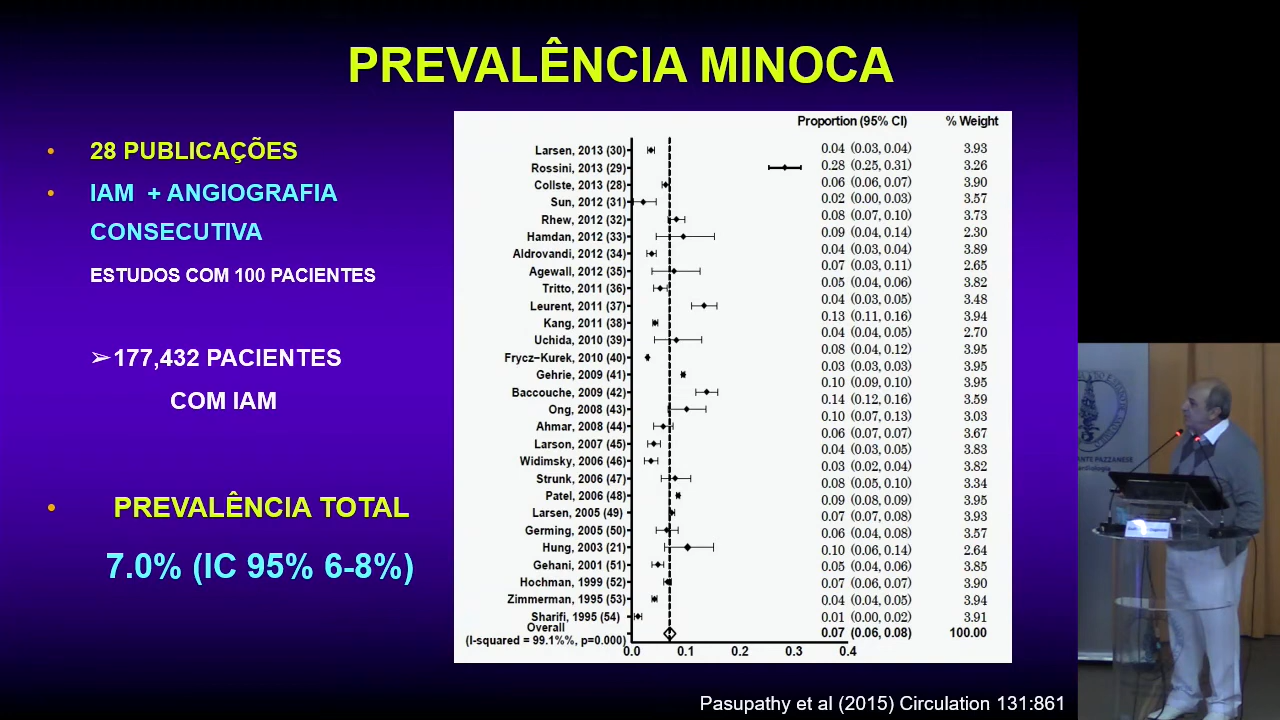 PREVALÊNCIA MINOCA
• 28 PUBLICAÇÕES
• IAM + ANGIOGRAFIA
CONSECUTIVA
ESTUDOS COM 100 PACIENTES
➢177,432 PACIENTES
COM IAM
• PREVALÊNCIA TOTAL
7.0% (IC 95% 6-8%)
Proportion (95% CI) % Weight
Larsen, 2013 (30) 0.04 (0.03, 0.04) 3.93
Rossini, 2013 (29) 0.28 (0.25, 0.31) 3.26
Collste, 2013 (28) 0.06 (0.06, 0.07) 3.90
Sun, 2012 (31) 0.02 (0.00, 0.03) 3.57
Rhew, 2012 (32) 0.08 (0.07, 0.10) 3.73
Hamdan, 2012 (33) 0.09 (0.04, 0.14) 2.30
Aldrovandi, 2012 (34) 0.04 (0.03, 0.04) 3.89
Agewall, 2012 (35) 0.07 (0.03, 0.11) 2.65
Tritto, 2011 (36) 0.05 (0.04, 0.06) 3.82
Leurent, 2011 (37) 0.04 (0.03, 0.05) 3.48
Kang, 2011 (38) 0.13 (0.11, 0.16) 3.94
Uchida, 2010 (39) 0.04 (0.04, 0.05) 2.70
Frycz-Kurek, 2010 (40) 0.08 (0.04, 0.12) 3.95
Gehrie, 2009 (41) 0.03 (0.03, 0.03) 3.95
Baccouche, 2009 (42) 0.10 (0.09, 0.10) 3.95
Ong, 2008 (43) 0.14 (0.12, 0.16) 3.59
Ahmar, 2008 (44) 0.10 (0.07, 0.13) 3.03
Larson, 2007 (45) 0.06 (0.07, 0.07) 3.67
Widimsky, 2006 (46) 0.04 (0.03, 0.05) 3.83
Strunk, 2006 (47) 0.03 (0.02, 0.04) 3.82
Patel, 2006 (48) 0.08 (0.05, 0.10) 3.34
Larsen, 2005 (49) 0.09 (0.08, 0.09) 3.95
Germing, 2005 (50) 0.07 (0.07, 0.08) 3.93
Hung, 2003 (21) 0.06 (0.04, 0.08) 3.57
Gehani, 2001 (51) 0.10 (0.06, 0.14) 2.64
Hochman, 1999 (52) 0.05 (0.04, 0.06) 3.85
Zimmerman, 1995 (53) 0.07 (0.06, 0.07) 3.90
Sharifi, 1995 (54) 0.04 (0.04, 0.05) 3.94
0.01 (0.00, 0.02) 3.91
Overall 0.07 (0.06, 0.08) 100.00
(I-squared = 99.1%%, p=0.000)
0.0 0.1 0.2 0.3 0.4
Pasupathy et al (2015) Circulation 131:861
ANTE PAZZANESE